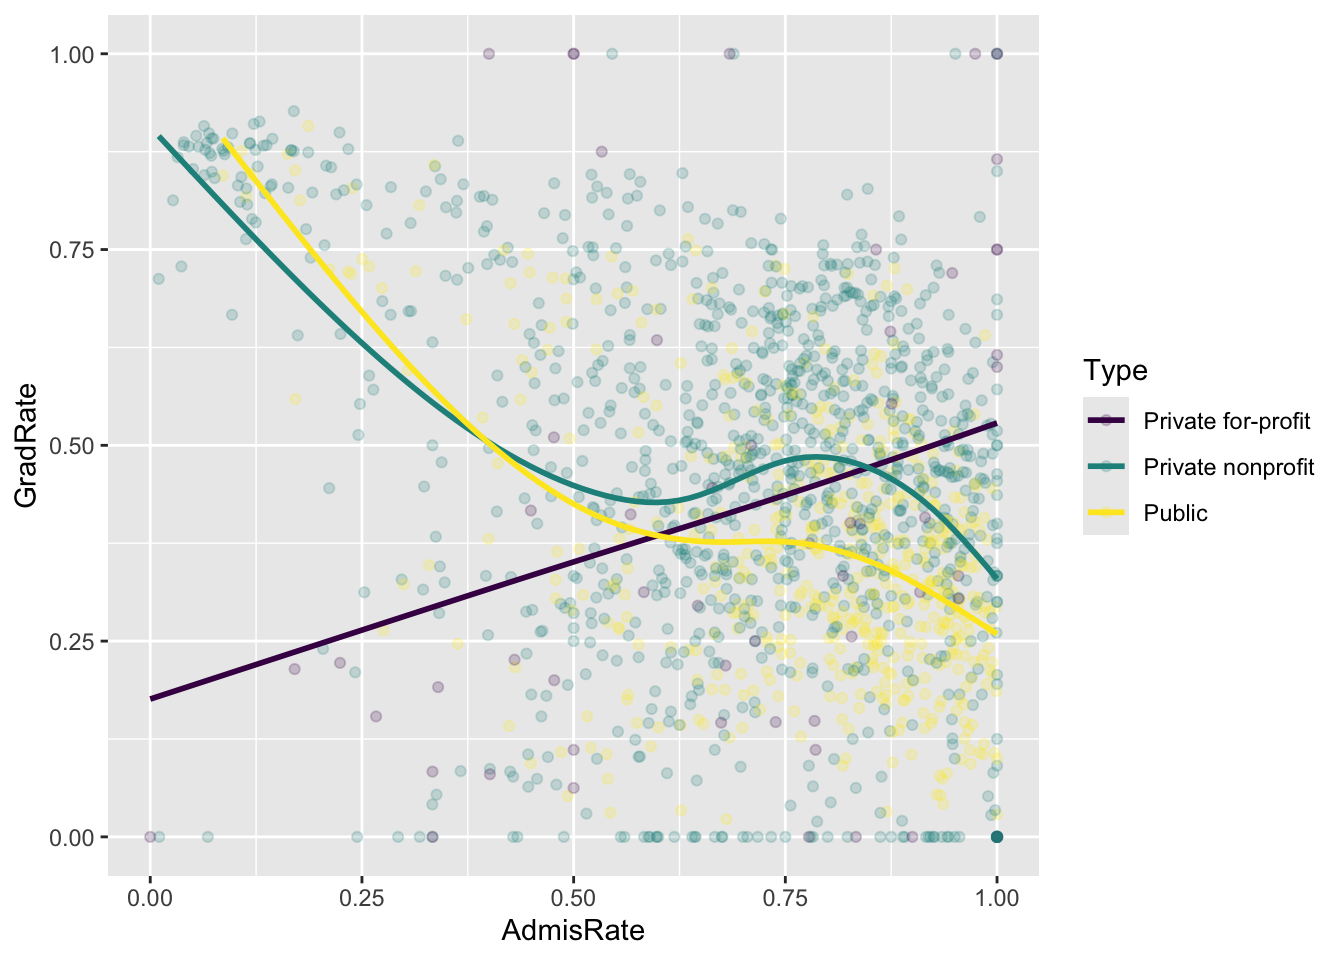 1.00
0.75
0.50
0.25
0.00
GradRate
0.00 0.25 0.50 0.75 1.00
AdmisRate
Type
Private for-profit
Private nonprofit
Public